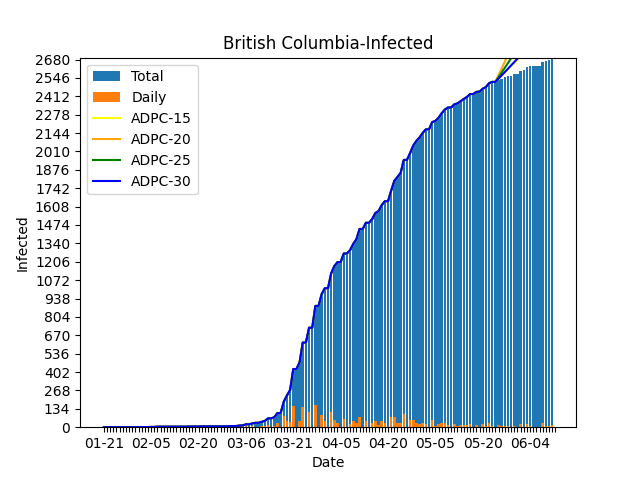 British Columbia-Infected
2680
2546
2412
2278
2144
2010
1876
1742
1608
1474
1340
1206
1072
938
804
670
536
402
268
134
0
Infected
Total
Daily
ADPC-15
ADPC-20
ADPC-25
ADPC-30
01-21 02-05 02-20 03-06 03-21 04-05 04-20 05-05 05-20 06-04
Date